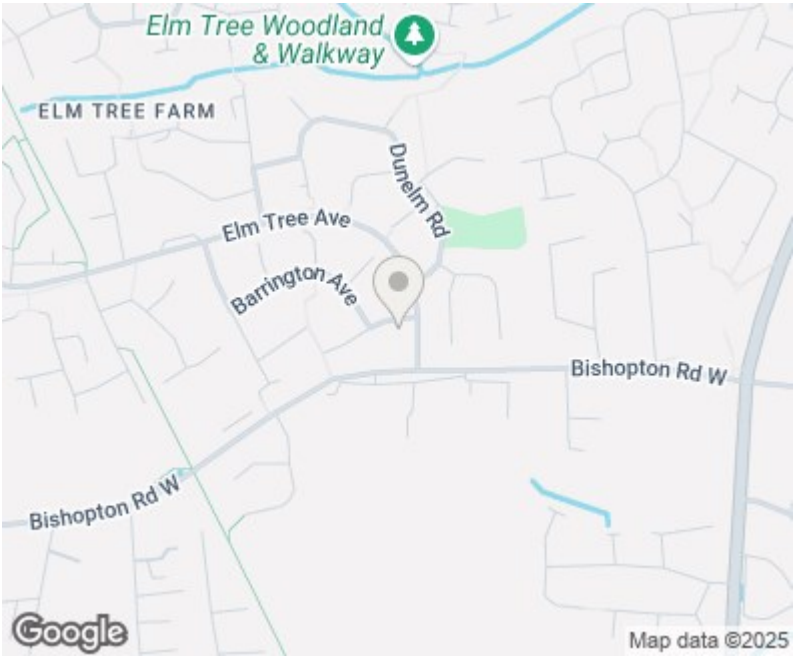 Elm Tree Woodland
& Walkway
ELM TREE FARM
Dunelm Rd
Elm Tree Ave
Barrington Ave
Bishopton Rd W
Bishopton Rd W
Google
Map data ©2025